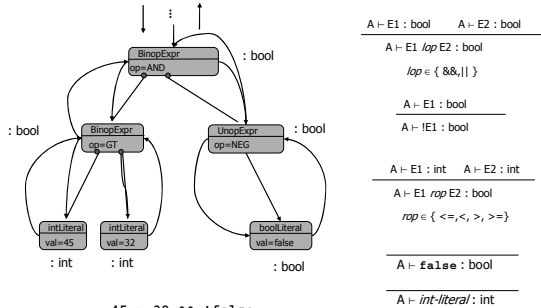 ⋮
BinopExpr
op=AND
: bool
: bool
BinopExpr
op=GT
UnopExpr
op=NEG
: bool
intLiteral
val=45
intLiteral
val=32
boolLiteral
val=false
: int
: int
: bool
A ⊢ E1 : bool A ⊢ E2 : bool
A ⊢ E1 lop E2 : bool
lop ∈ { &&,|| }
A ⊢ E1 : bool
A ⊢ !E1 : bool
A ⊢ E1 : int A ⊢ E2 : int
A ⊢ E1 rop E2 : bool
rop ∈ { <=,<, >, >=}
A ⊢ false : bool
A ⊢ int-literal : int